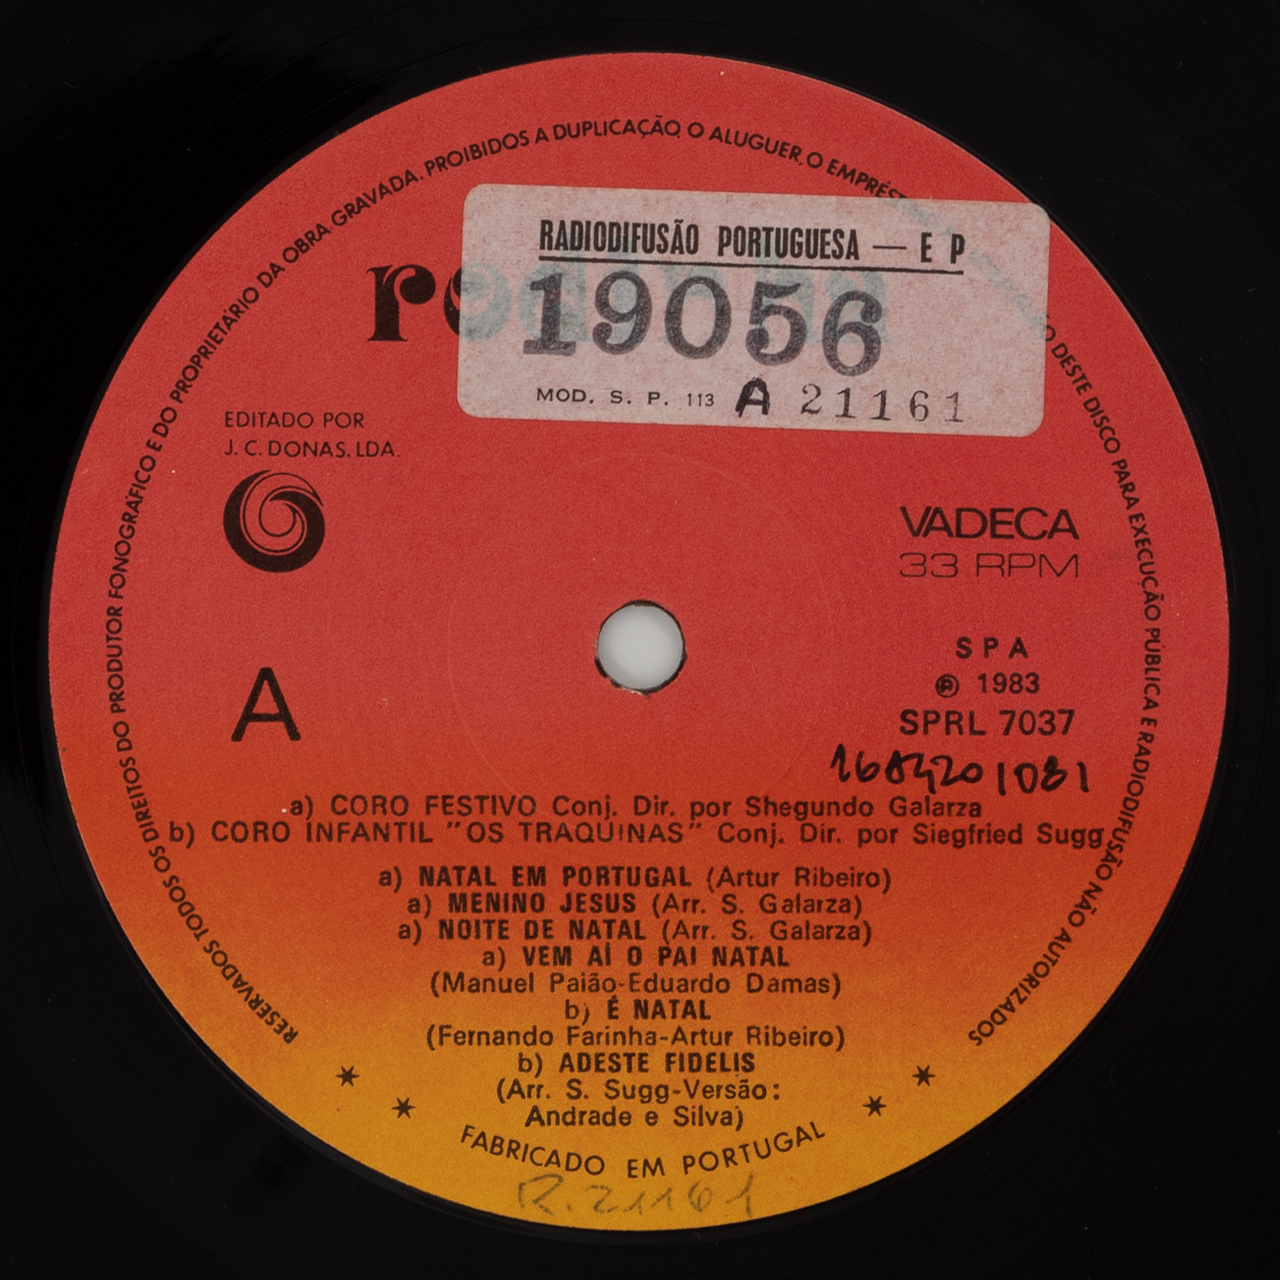 RESERVADOS TODOS OS DIREITOS DO PRODUTOR FONOGRÁFICO E DO PROPRIETÁRIO DA OBRA GRAVADA. PROIBIDOS A DUPLICAÇÃO, O ALUGUER, O DESTE DISCO PARA EXECUÇÃO PÚBLICA E RADIODIFUSÃO NÃO AUTORIZADOS
RADIODIFUSÃO PORTUGUESA — E P
19056
MOD. S. P. 113 A 21161
EDITADO POR
J. C. DONAS, LDA.
VADECA
33 RPM
S P A
Ⓟ 1983
SPRL 7037
A
a) CORO FESTIVO Conj. Dir. por Shegundo Galarza
b) CORO INFANTIL "OS TRAQUINAS" Conj. Dir. por Siegfried Sugg
a) NATAL EM PORTUGAL (Artur Ribeiro)
a) MENINO JESUS (Arr. S. Galarza)
a) NOITE DE NATAL (Arr. S. Galarza)
a) VEM AÍ O PAI NATAL
(Manuel Paião-Eduardo Damas)
b) É NATAL
(Fernando Farinha-Artur Ribeiro)
b) ADESTE FIDELIS
(Arr. S. Sugg-Versão:
Andrade e Silva)
FABRICADO EM PORTUGAL
R. 21161